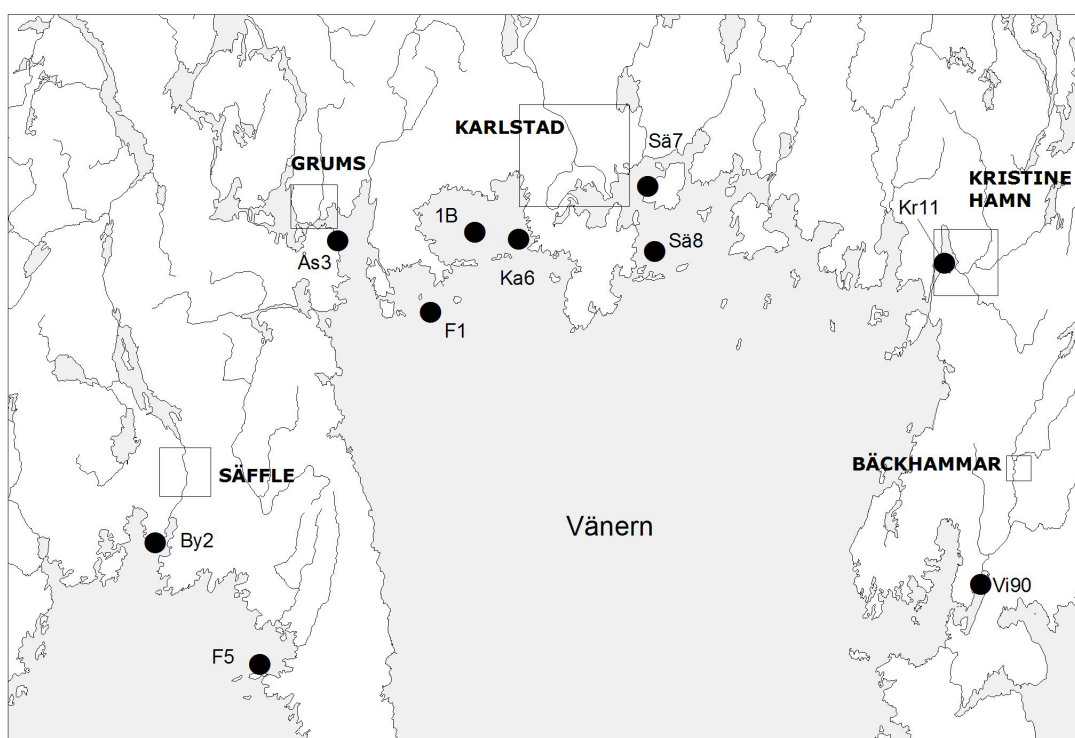 KARLSTAD
Sä7
GRUMS
KRISTINE
HAMN
Kr11
1B
Sä8
Ås3
Ka6
F1
BÄCKHAMMAR
SÄFFLE
Vänern
By2
Vi90
F5